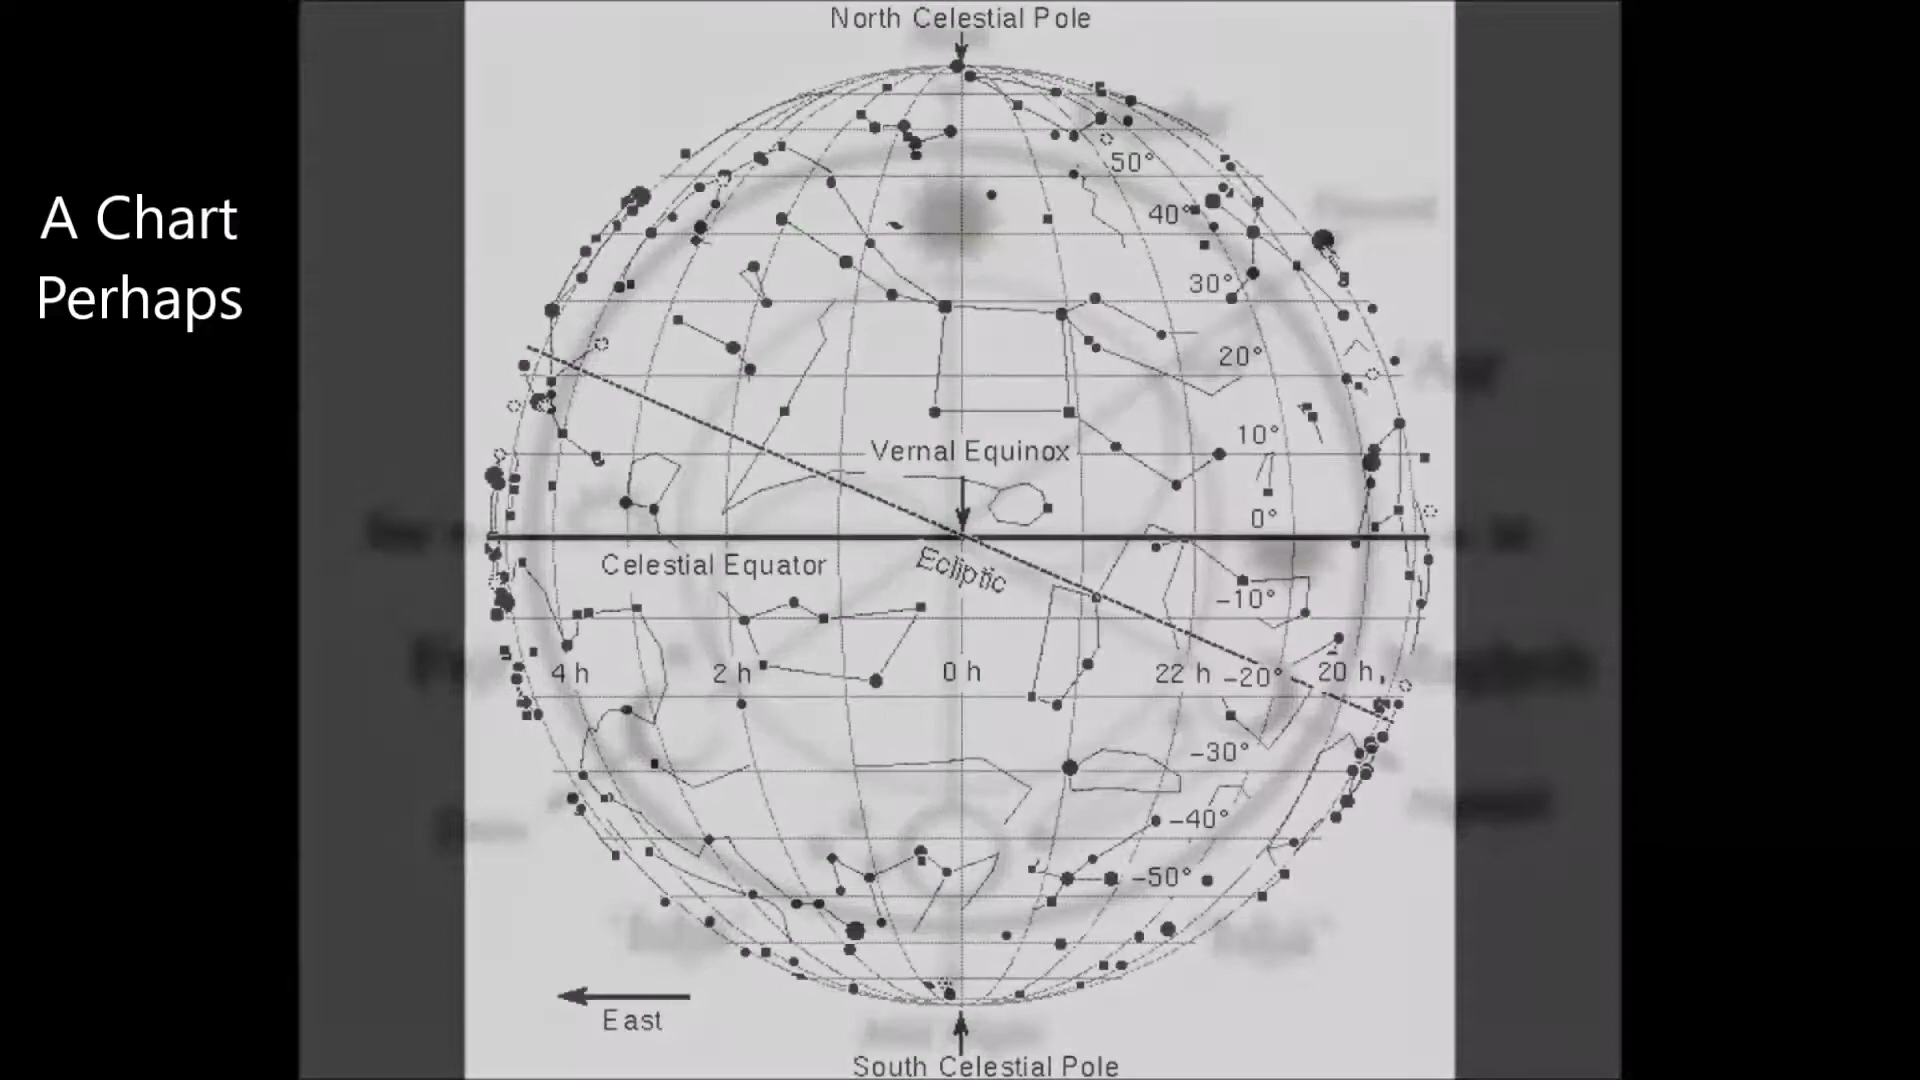 A Chart
Perhaps
North Celestial Pole
50°
40°
30°
20°
10°
Vernal Equinox
0°
Celestial Equator
Ecliptic
−10°
4 h
2 h
0 h
22 h
−20°
20 h
−30°
−40°
−50°
East
South Celestial Pole